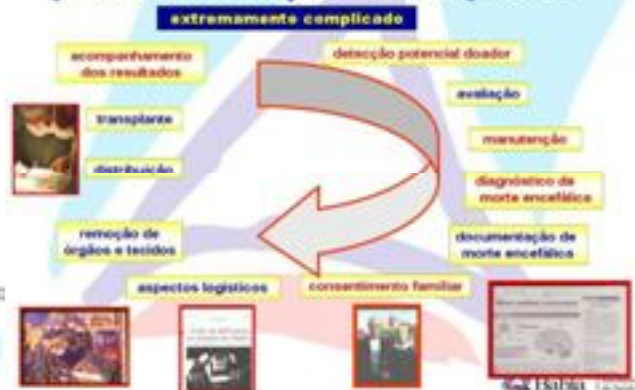 extremamente complicado
acompanhamento
dos resultados
detecção potencial doador
avaliação
transplante
manutenção
distribuição
diagnóstico de
morte encefálica
remoção de
órgãos e tecidos
documentação de
morte encefálica
aspectos logísticos
consentimento familiar